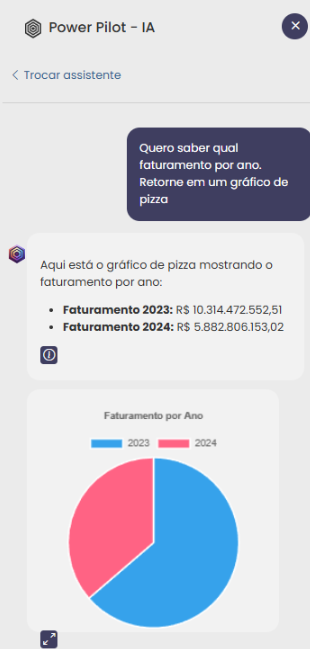 Power Pilot - IA
Trocar assistente
Quero saber qual
faturamento por ano.
Retorne em um gráfico de
pizza
Aqui está o gráfico de pizza mostrando o
faturamento por ano:
Faturamento 2023: R$ 10.314.472.552,51
Faturamento 2024: R$ 5.882.806.153,02
Faturamento por Ano
2023 2024